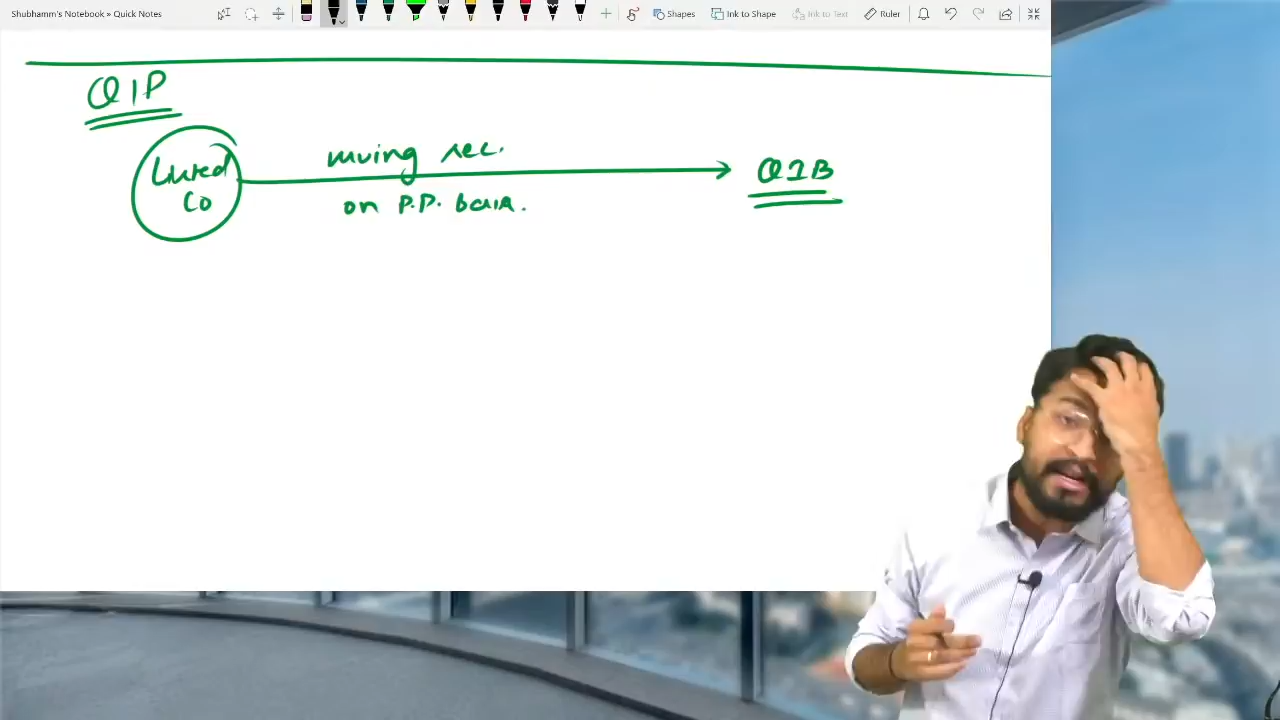 Shubhamm's Notebook » Quick Notes
Shapes
Ink to Shape
Ink to Text
Ruler
QIP
Listed
Co
issuing sec.
on P.P. basis.
QIB